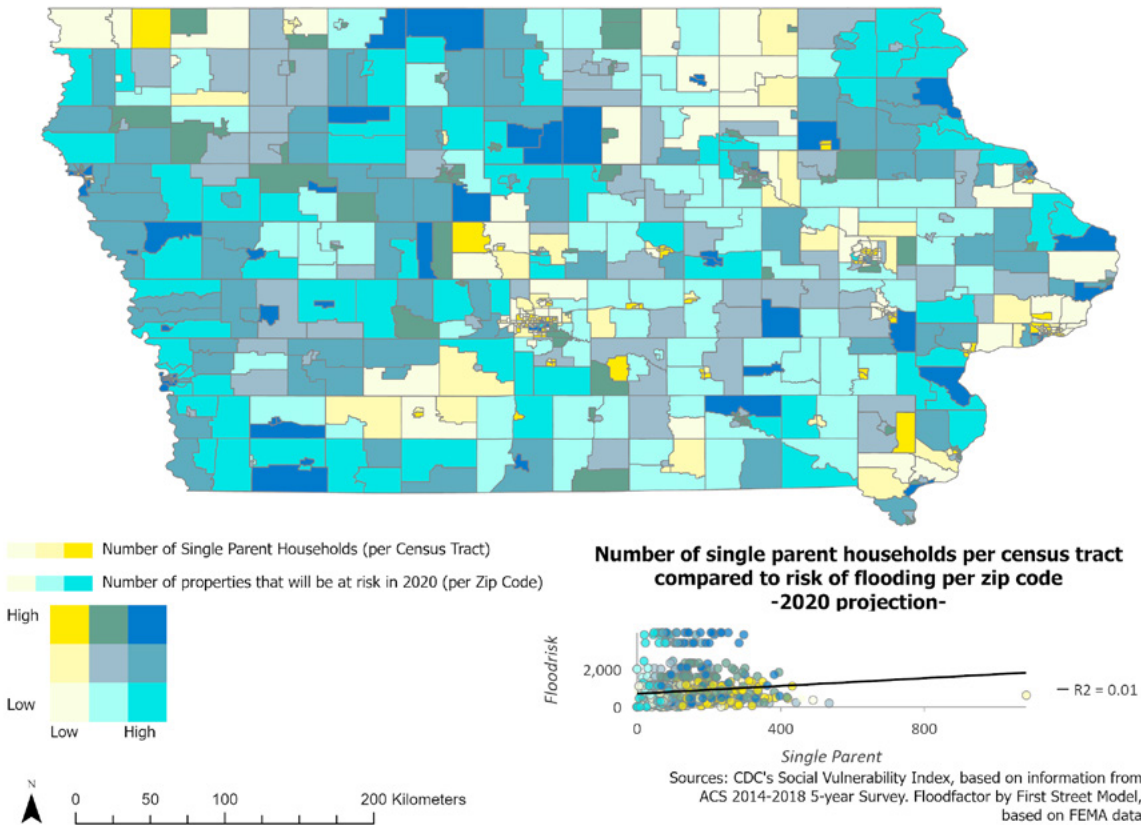 Number of Single Parent Households (per Census Tract)
Number of properties that will be at risk in 2020 (per Zip Code)
High
Low
Low High
N
0 50 100 200 Kilometers
Number of single parent households per census tract
compared to risk of flooding per zip code
-2020 projection-
Floodrisk
2,000
0
0 400 800
R2 = 0.01
Single Parent
Sources: CDC's Social Vulnerability Index, based on information from
ACS 2014-2018 5-year Survey. Floodfactor by First Street Model,
based on FEMA data